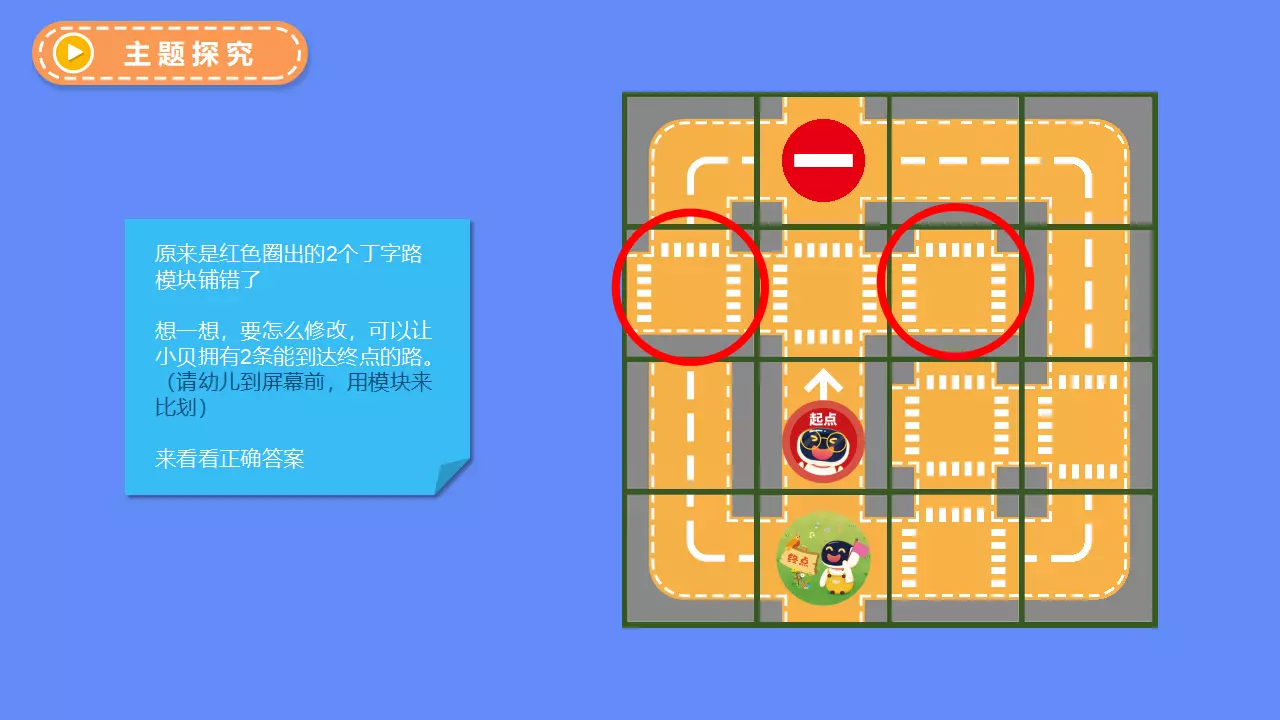 主题探究
原来是红色圈出的2个丁字路
模块铺错了
想一想，要怎么修改，可以让
小贝拥有2条能到达终点的路。
（请幼儿到屏幕前，用模块来
比划）
来看看正确答案
起点
终点